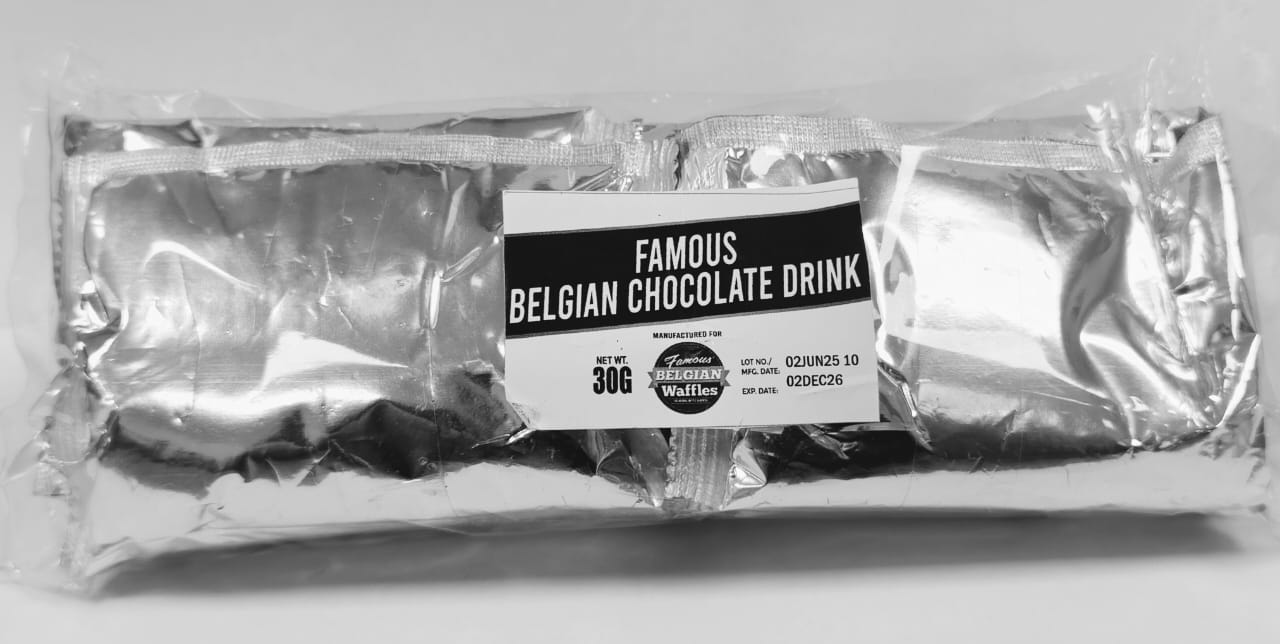 FAMOUS
BELGIAN CHOCOLATE DRINK
MANUFACTURED FOR
NET WT.
30G
Famous
BELGIAN
Waffles
LOT NO./
MFG. DATE:
02JUN25 10
EXP. DATE:
02DEC26